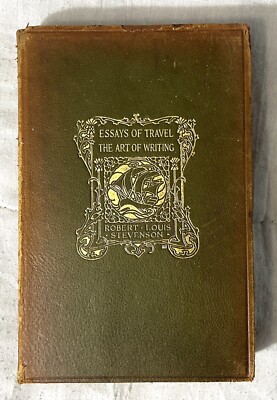 ESSAYS OF TRAVEL
THE ART OF WRITING
ROBERT • LOUIS
• STEVENSON •